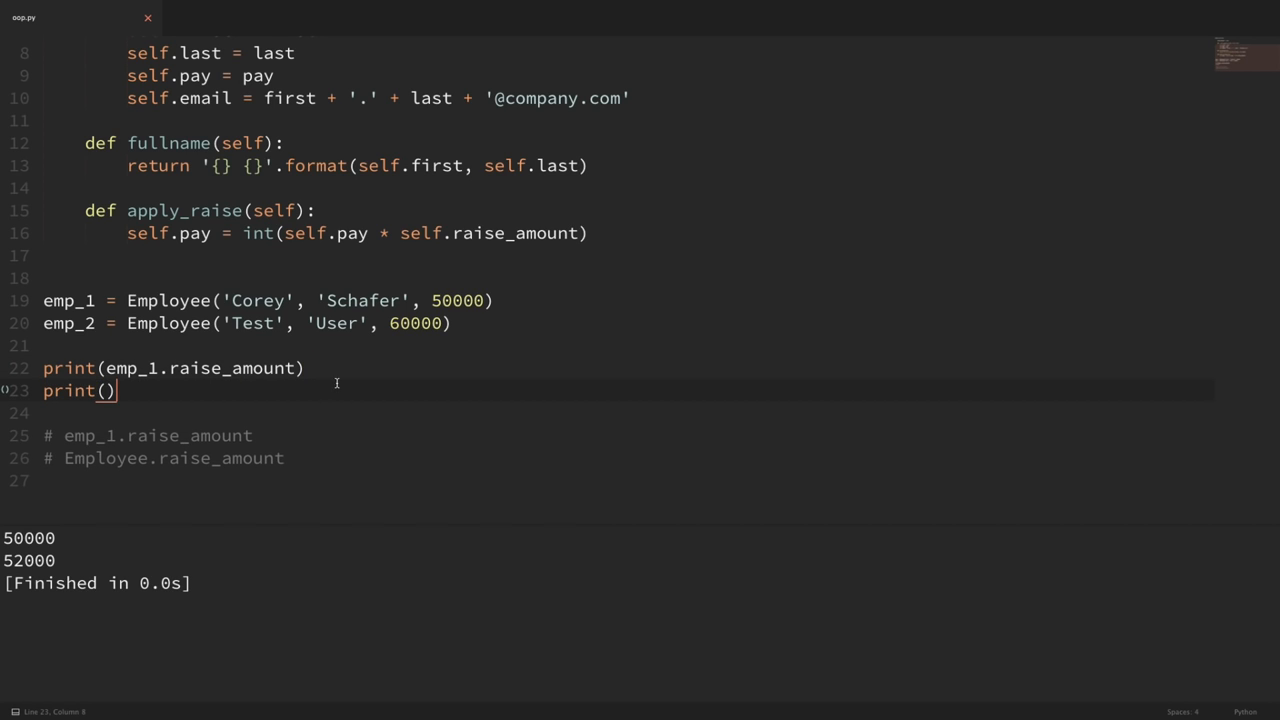 oop.py
8 self.last = last
9 self.pay = pay
10 self.email = first + '.' + last + '@company.com'
11
12 def fullname(self):
13 return '{} {}'.format(self.first, self.last)
14
15 def apply_raise(self):
16 self.pay = int(self.pay * self.raise_amount)
17
18
19 emp_1 = Employee('Corey', 'Schafer', 50000)
20 emp_2 = Employee('Test', 'User', 60000)
21
22 print(emp_1.raise_amount)
23 print()
24
25 # emp_1.raise_amount
26 # Employee.raise_amount
27
50000
52000
[Finished in 0.0s]
Line 23, Column 8 Spaces: 4 Python